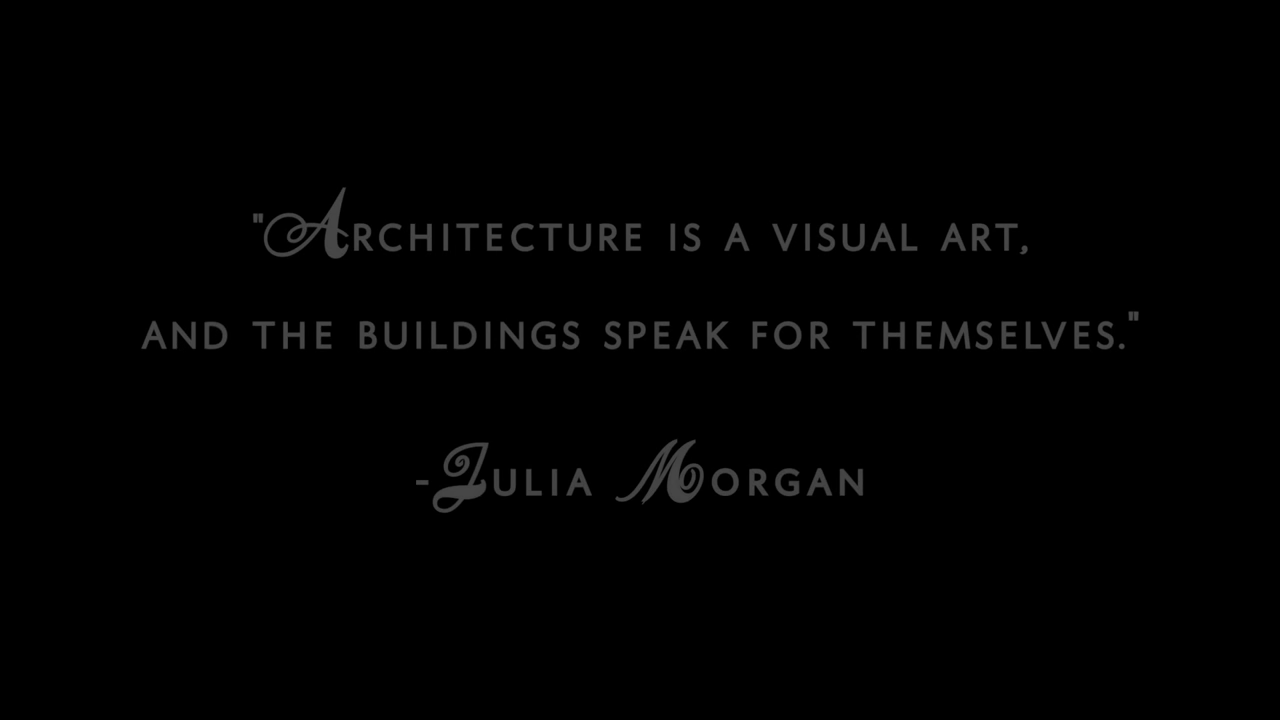 "Architecture is a visual art,
and the buildings speak for themselves."
-Julia Morgan